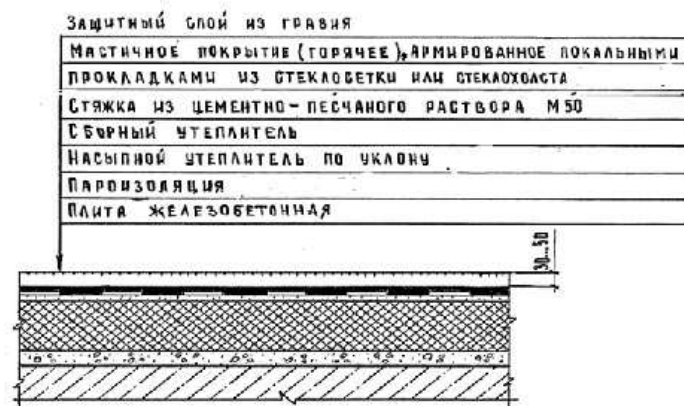 Защитный слой из гравия
Мастичное покрытие (горячее), армированное локальными
прокладками из стеклосетки или стеклохолста
Стяжка из цементно-песчаного раствора М50
Сборный утеплитель
Насыпной утеплитель по уклону
Пароизоляция
Плита железобетонная
30...50